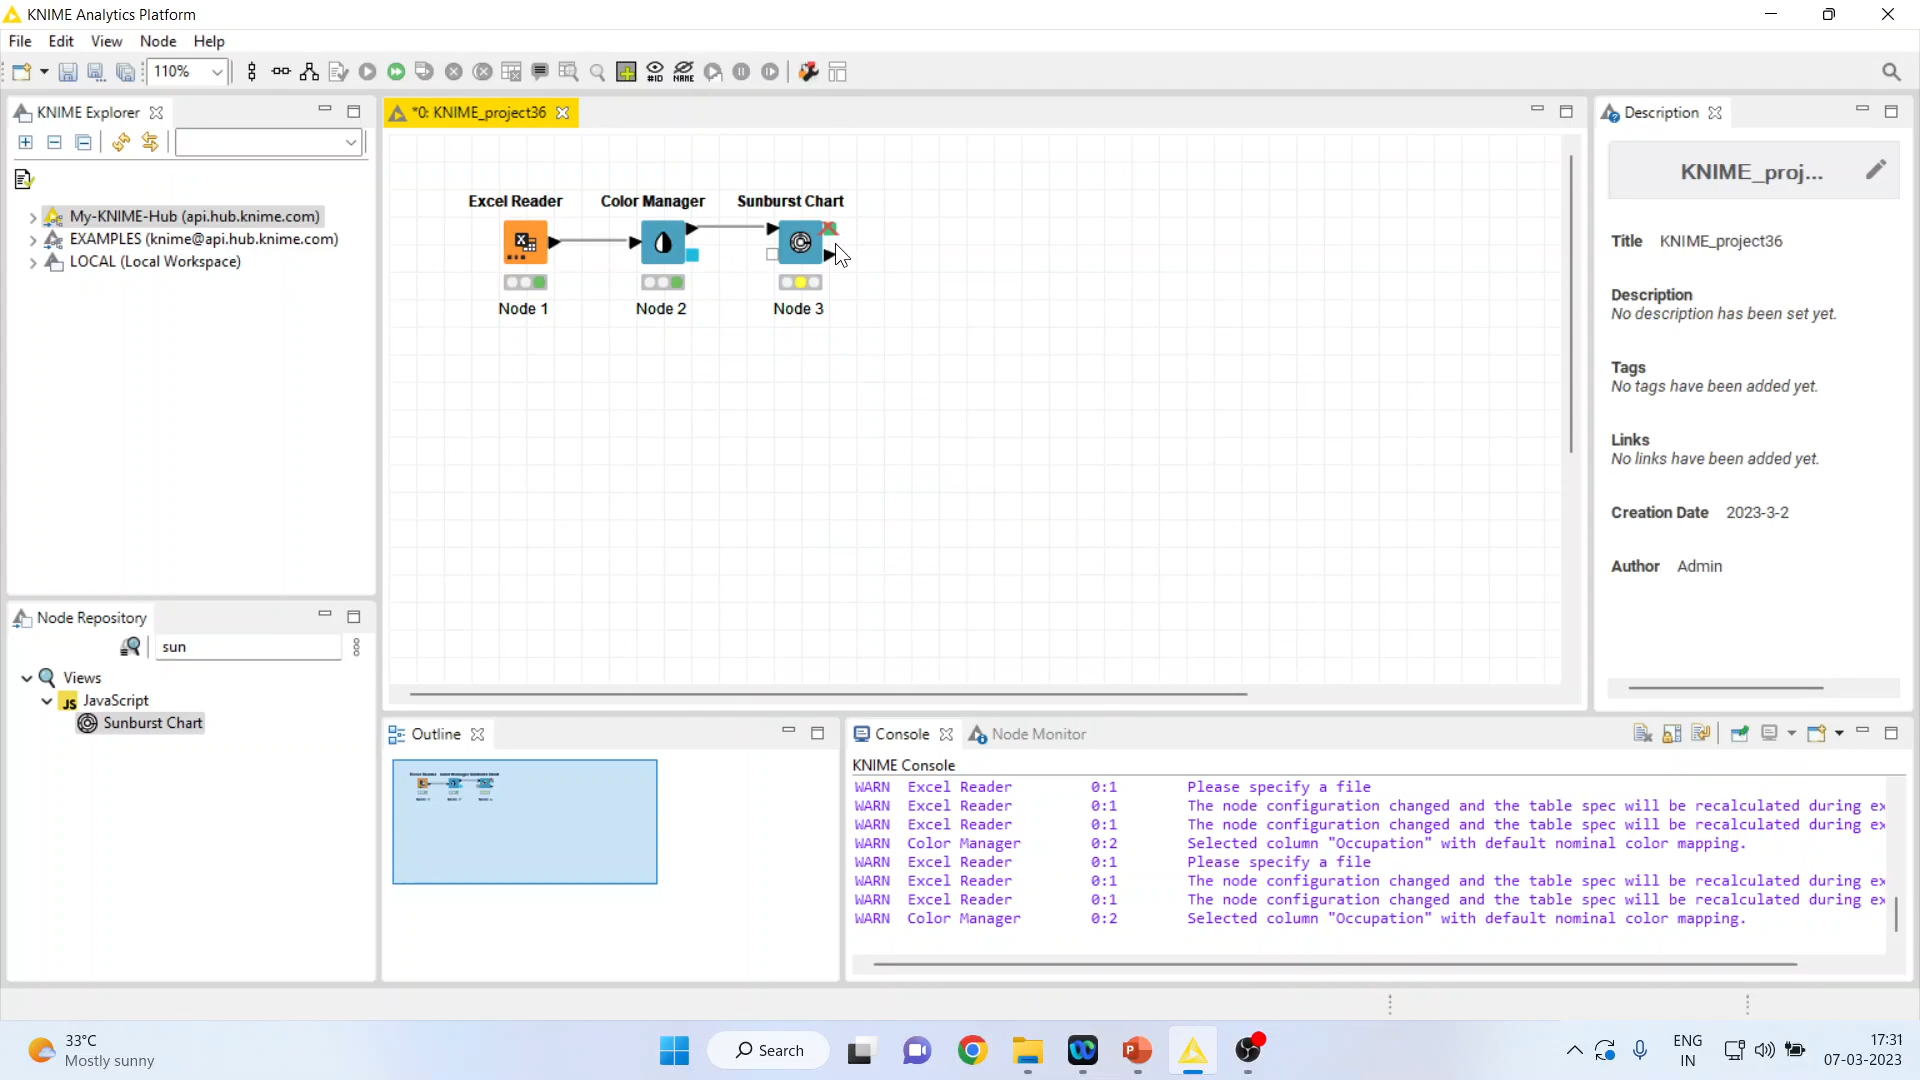 KNIME Analytics Platform
File Edit View Node Help
110%
#ID
NAME
KNIME Explorer
*0: KNIME_project36
Description
KNIME_proj...
My-KNIME-Hub (api.hub.knime.com)
EXAMPLES (knime@api.hub.knime.com)
LOCAL (Local Workspace)
Excel Reader
Color Manager
Sunburst Chart
Node 1
Node 2
Node 3
Title KNIME_project36
Description
No description has been set yet.
Tags
No tags have been added yet.
Links
No links have been added yet.
Creation Date 2023-3-2
Author Admin
Node Repository
sun
Views
JS JavaScript
Sunburst Chart
Outline
Console
Node Monitor
KNIME Console
WARN Excel Reader 0:1 Please specify a file
WARN Excel Reader 0:1 The node configuration changed and the table spec will be recalculated during ex
WARN Excel Reader 0:1 The node configuration changed and the table spec will be recalculated during ex
WARN Color Manager 0:2 Selected column "Occupation" with default nominal color mapping.
WARN Excel Reader 0:1 Please specify a file
WARN Excel Reader 0:1 The node configuration changed and the table spec will be recalculated during ex
WARN Excel Reader 0:1 The node configuration changed and the table spec will be recalculated during ex
WARN Color Manager 0:2 Selected column "Occupation" with default nominal color mapping.
33°C
Mostly sunny
Search
ENG
IN
17:31
07-03-2023